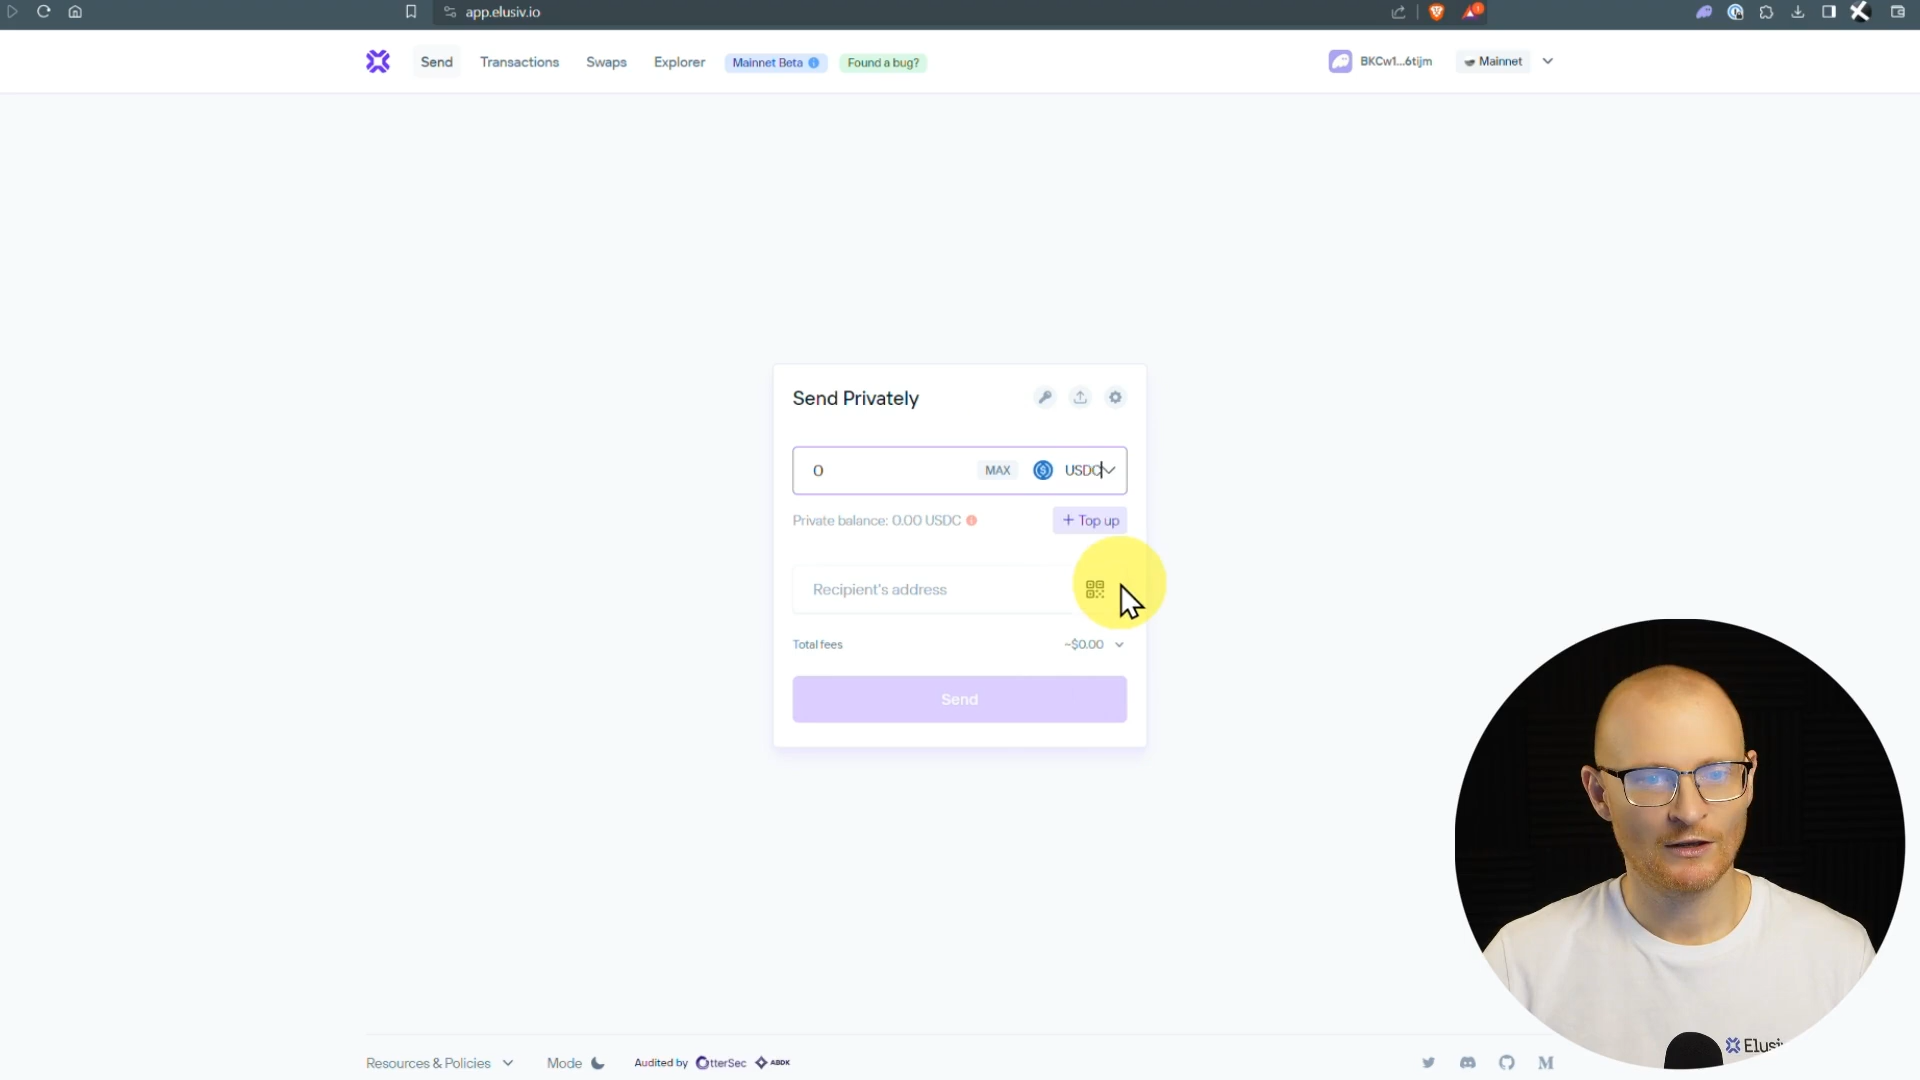 app.elusiv.io
Send
Transactions
Swaps
Explorer
Mainnet Beta
Found a bug?
BKCw1...6tijm
Mainnet
Send Privately
0
MAX
USDC
Private balance: 0.00 USDC
+ Top up
Recipient's address
Total fees
~$0.00
Send
Resources & Policies
Mode
Audited by OtterSec ABDK